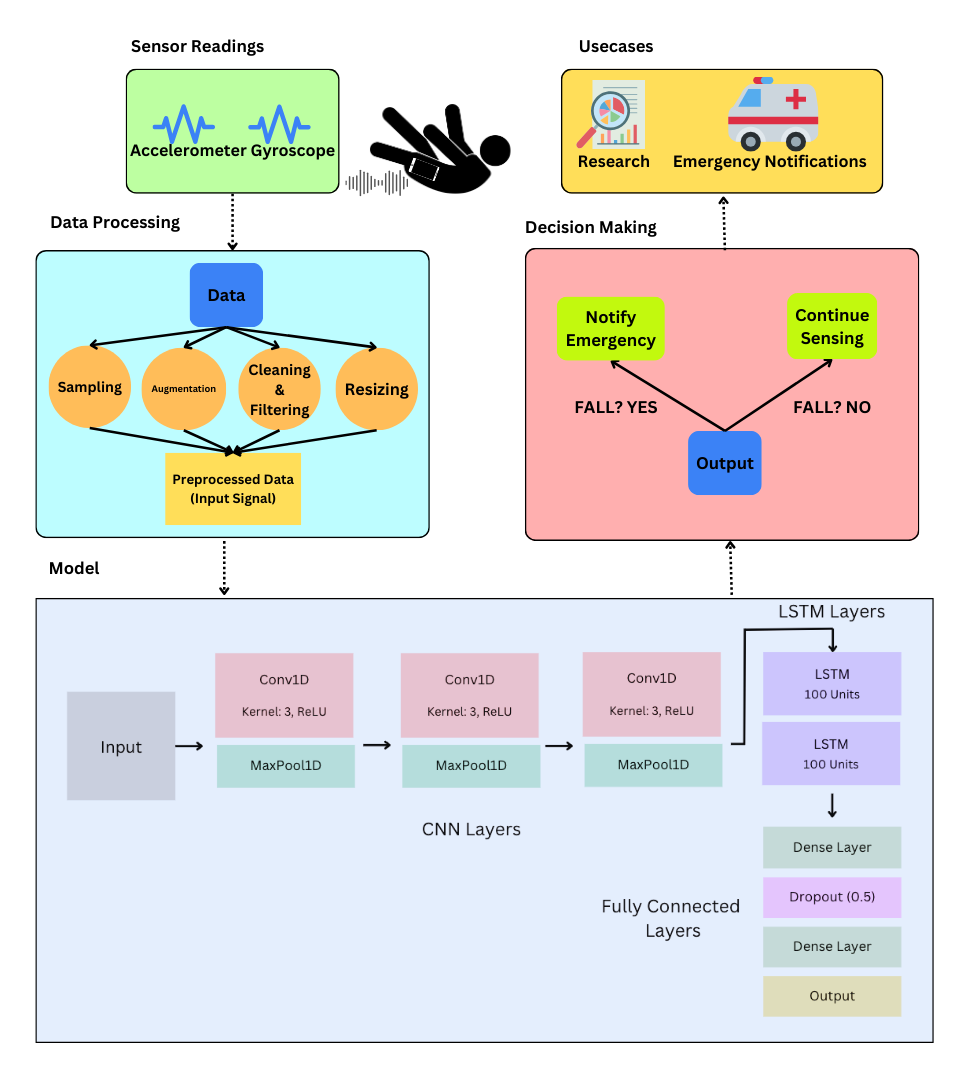 Sensor Readings
Accelerometer Gyroscope
Data Processing
Data
Sampling
Augmentation
Cleaning
&
Filtering
Resizing
Preprocessed Data
(Input Signal)
Usecases
Research
Emergency Notifications
Decision Making
Notify
Emergency
Continue
Sensing
FALL? YES
FALL? NO
Output
Model
Input
Conv1D
Kernel: 3, ReLU
MaxPool1D
Conv1D
Kernel: 3, ReLU
MaxPool1D
Conv1D
Kernel: 3, ReLU
MaxPool1D
CNN Layers
LSTM Layers
LSTM
100 Units
LSTM
100 Units
Fully Connected
Layers
Dense Layer
Dropout (0.5)
Dense Layer
Output